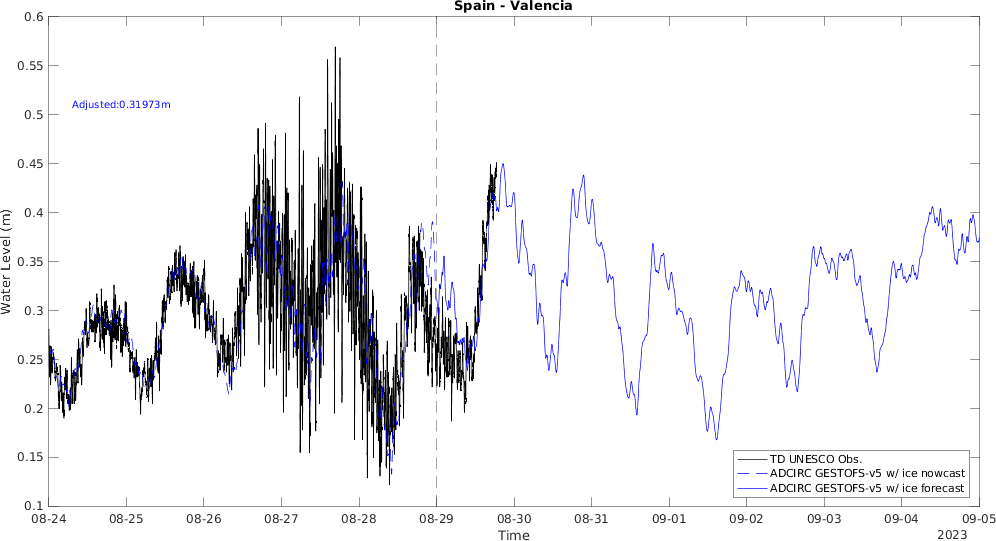 Spain - Valencia
0.6
0.55
0.5
0.45
0.4
0.35
0.3
0.25
0.2
0.15
0.1
Water Level (m)
Adjusted:0.31973m
TD UNESCO Obs.
ADCIRC GESTOFS-v5 w/ ice nowcast
ADCIRC GESTOFS-v5 w/ ice forecast
08-24 08-25 08-26 08-27 08-28 08-29 08-30 08-31 09-01 09-02 09-03 09-04 09-05
Time
2023